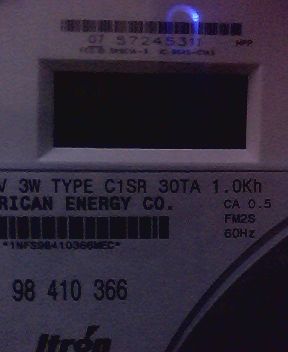 07 57245311
V 3W TYPE C1SR 30TA 1.0Kh
RICAN ENERGY CO.
CA 0.5
FM2S
60Hz
*1NFS98410366MEC*
98 410 366
Itrón